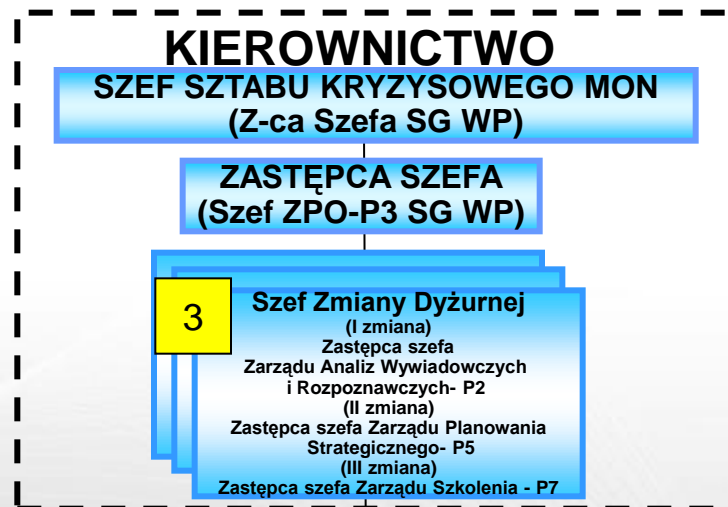 KIEROWNICTWO
SZEF SZTABU KRYZYSOWEGO MON
(Z-ca Szefa SG WP)
ZASTĘPCA SZEFA
(Szef ZPO-P3 SG WP)
3
Szef Zmiany Dyżurnej
(I zmiana)
Zastępca szefa
Zarządu Analiz Wywiadowczych
i Rozpoznawczych- P2
(II zmiana)
Zastępca szefa Zarządu Planowania
Strategicznego- P5
(III zmiana)
Zastępca szefa Zarządu Szkolenia - P7